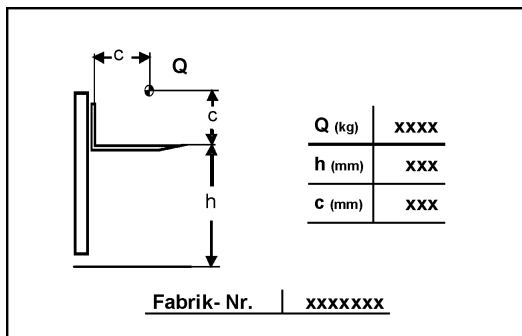 c Q
c
h
Q (kg) xxxx
h (mm) xxx
c (mm) xxx
Fabrik- Nr. xxxxxxx